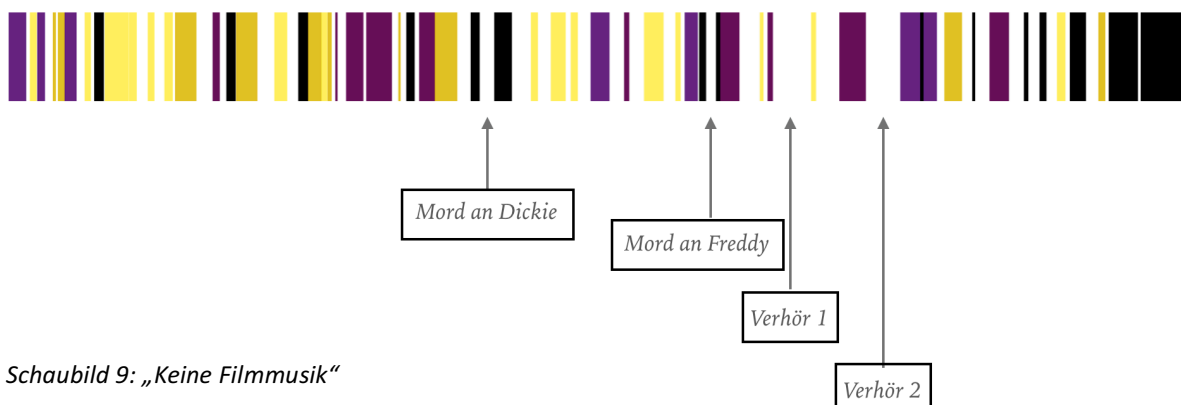 Mord an Dickie
Mord an Freddy
Verhör 1
Verhör 2
Schaubild 9: „Keine Filmmusik“